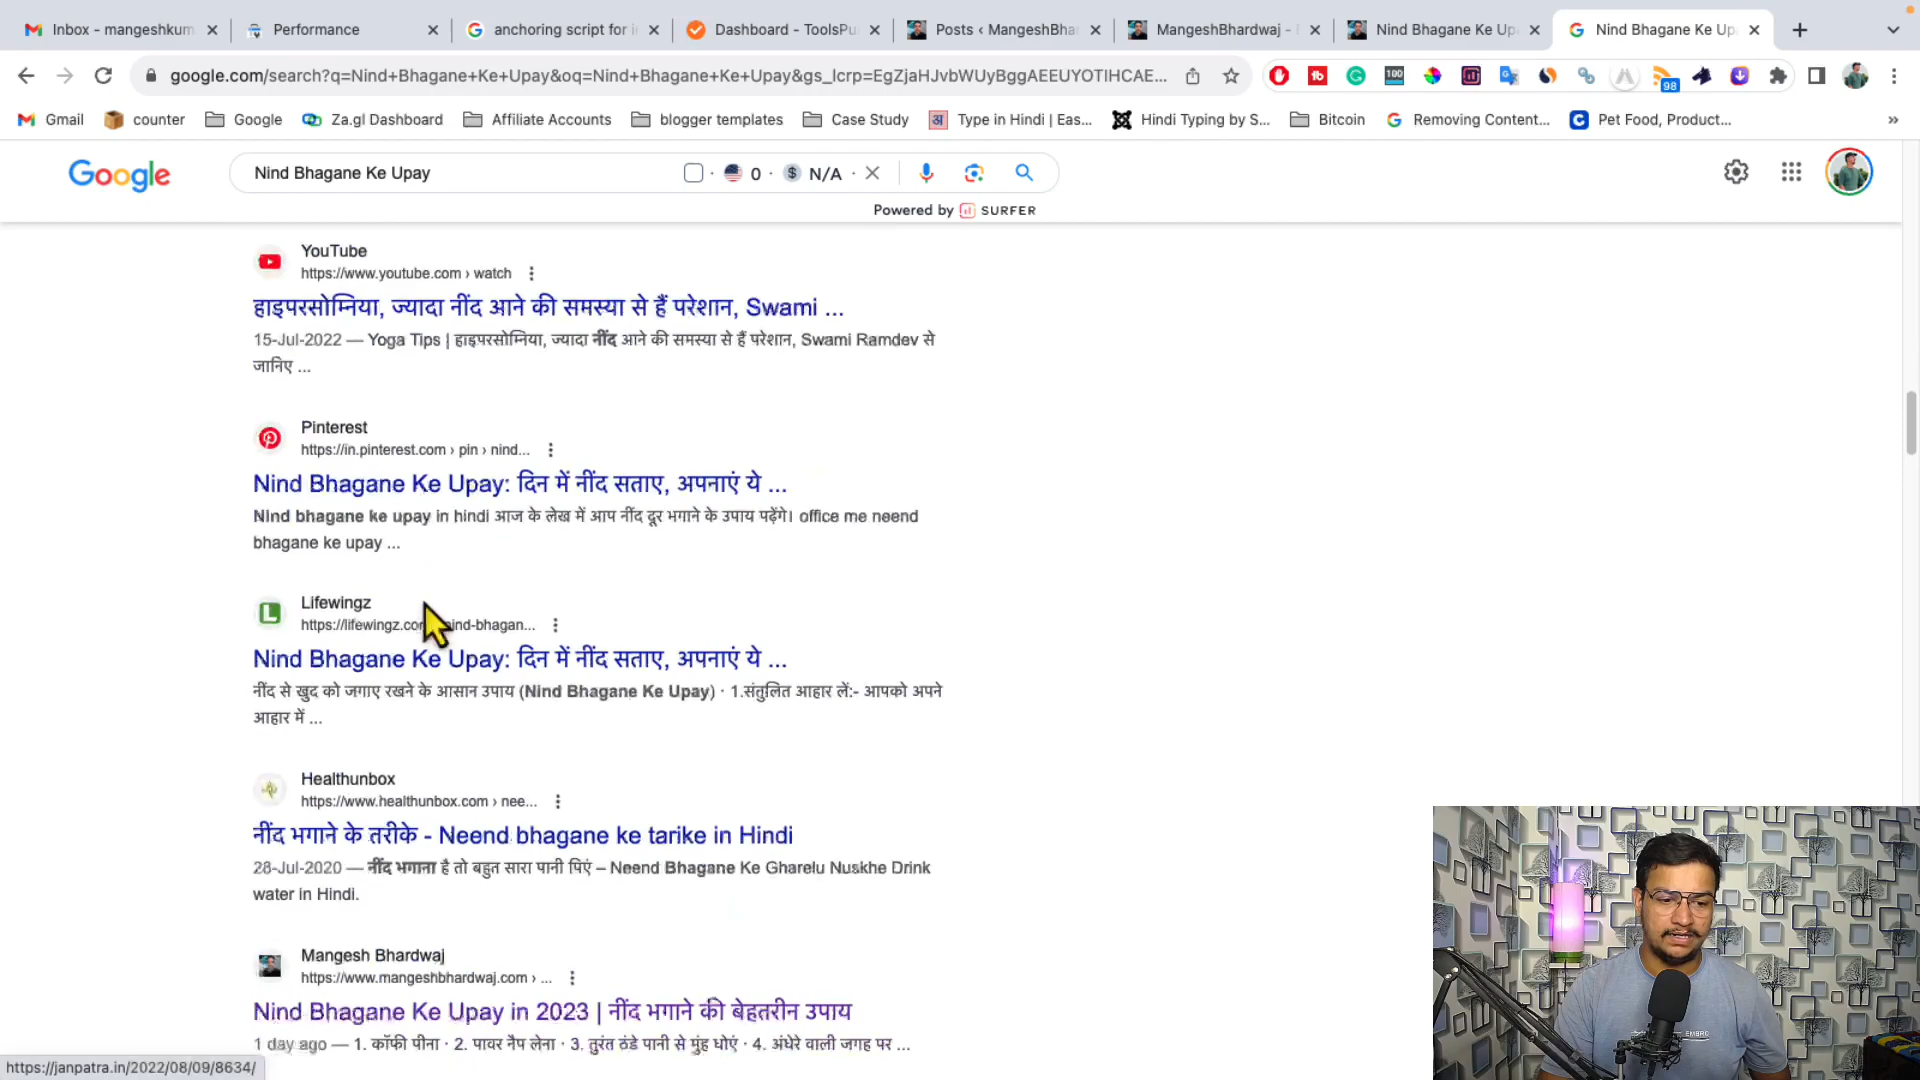 Inbox - mangeshkum
Performance
anchoring script for i
Dashboard - ToolsPu
Posts ‹ MangeshBha
MangeshBhardwaj -
Nind Bhagane Ke Up
Nind Bhagane Ke Up
google.com/search?q=Nind+Bhagane+Ke+Upay&oq=Nind+Bhagane+Ke+Upay&gs_lcrp=EgZjaHJvbWUyBggAEEUYOTIHCAE...
100
98
Gmail
counter
Google
Za.gl Dashboard
Affiliate Accounts
blogger templates
Case Study
अ Type in Hindi | Eas...
Hindi Typing by S...
Bitcoin
Removing Content...
Pet Food, Product...
»
Google
Nind Bhagane Ke Upay
· 0 · $ N/A ·
Powered by SURFER
YouTube
https://www.youtube.com › watch
हाइपरसोम्निया, ज्यादा नींद आने की समस्या से हैं परेशान, Swami ...
15-Jul-2022 — Yoga Tips | हाइपरसोम्निया, ज्यादा नींद आने की समस्या से हैं परेशान, Swami Ramdev से
जानिए ...
Pinterest
https://in.pinterest.com › pin › nind...
Nind Bhagane Ke Upay: दिन में नींद सताए, अपनाएं ये ...
Nind bhagane ke upay in hindi आज के लेख में आप नींद दूर भगाने के उपाय पढ़ेंगे। office me neend
bhagane ke upay ...
Lifewingz
https://lifewingz.co nind-bhagan...
Nind Bhagane Ke Upay: दिन में नींद सताए, अपनाएं ये ...
नींद से खुद को जगाए रखने के आसान उपाय (Nind Bhagane Ke Upay) · 1.संतुलित आहार लें:- आपको अपने
आहार में ...
Healthunbox
https://www.healthunbox.com › nee...
नींद भगाने के तरीके - Neend bhagane ke tarike in Hindi
28-Jul-2020 — नींद भगाना है तो बहुत सारा पानी पिएं – Neend Bhagane Ke Gharelu Nuskhe Drink
water in Hindi.
Mangesh Bhardwaj
https://www.mangeshbhardwaj.com › ...
Nind Bhagane Ke Upay in 2023 | नींद भगाने की बेहतरीन उपाय
1 day ago — 1. कॉफी पीना · 2. पावर नैप लेना · 3. तुरंत ठंडे पानी से मुंह धोएं · 4. अंधेरे वाली जगह पर ...
https://janpatra.in/2022/08/09/8634/